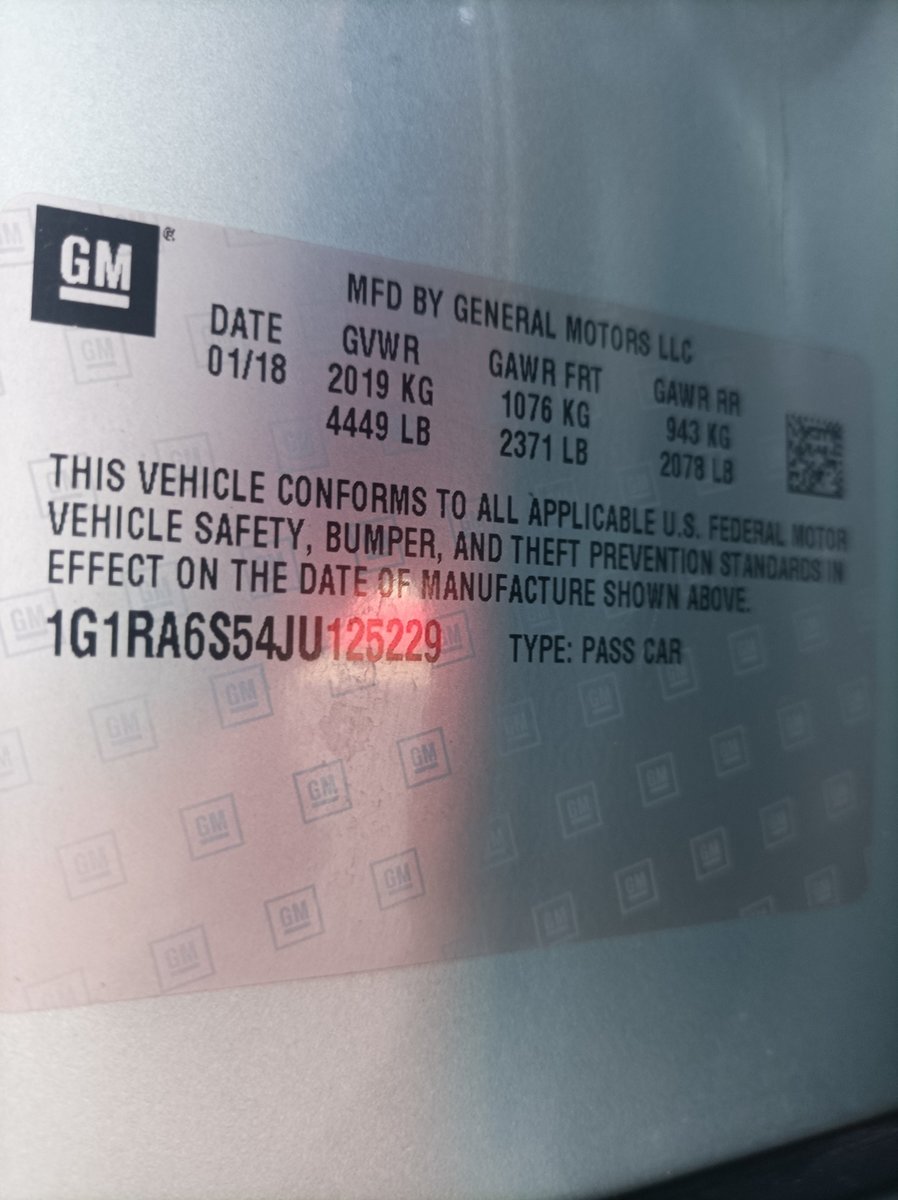 GM ®
MFD BY GENERAL MOTORS LLC
DATE GVWR GAWR FRT GAWR RR
01/18 2019 KG 1076 KG 943 KG
4449 LB 2371 LB 2078 LB
THIS VEHICLE CONFORMS TO ALL APPLICABLE U.S. FEDERAL MOTOR
VEHICLE SAFETY, BUMPER, AND THEFT PREVENTION STANDARDS IN
EFFECT ON THE DATE OF MANUFACTURE SHOWN ABOVE.
1G1RA6S54JU125229 TYPE: PASS CAR